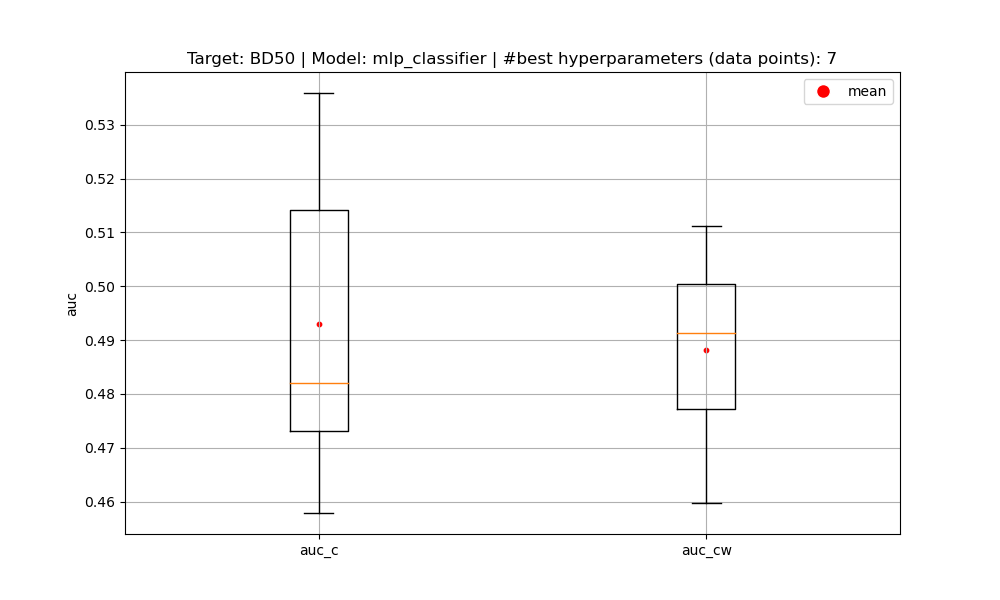 Target: BD50 | Model: mlp_classifier | #best hyperparameters (data points): 7
mean
0.53
0.52
0.51
0.50
0.49
0.48
0.47
0.46
auc
auc_c
auc_cw